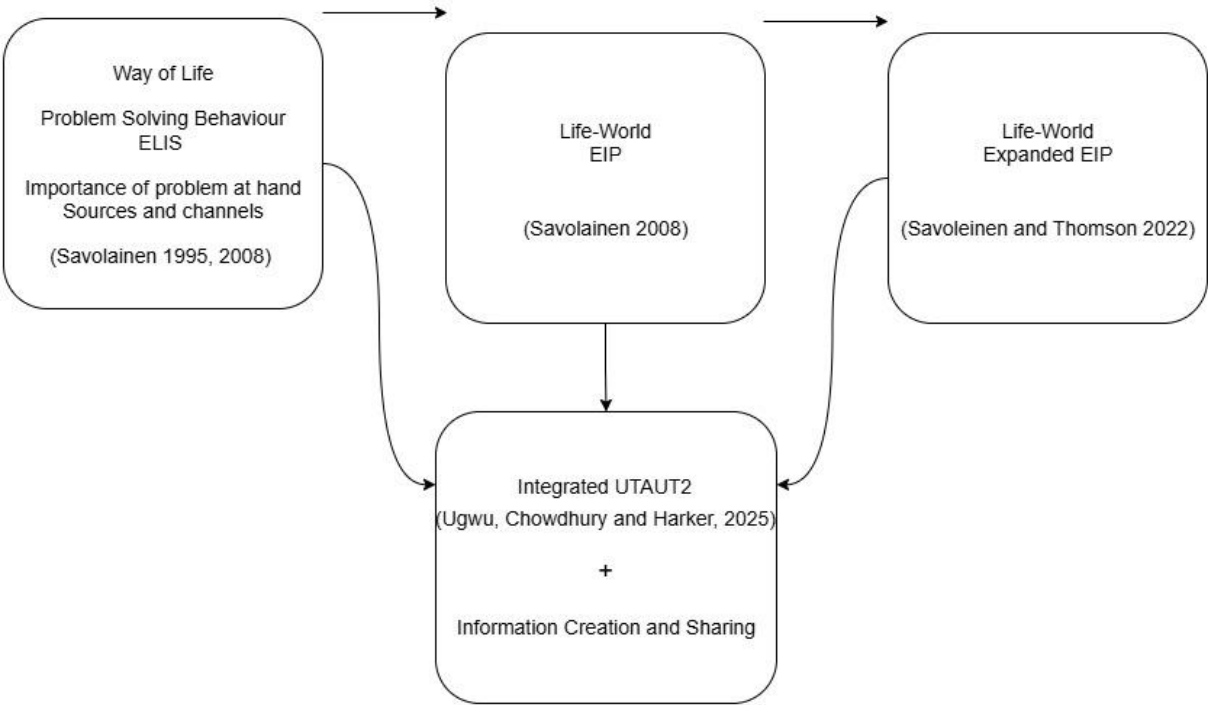 Way of Life
Problem Solving Behaviour
ELIS
Importance of problem at hand
Sources and channels
(Savolainen 1995, 2008)
Life-World
EIP
(Savolainen 2008)
Life-World
Expanded EIP
(Savoleinen and Thomson 2022)
Integrated UTAUT2
(Ugwu, Chowdhury and Harker, 2025)
+
Information Creation and Sharing